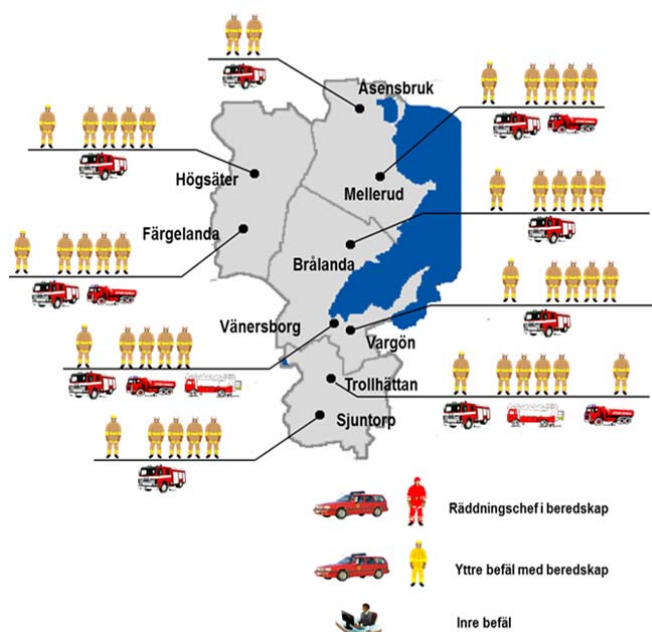 Åsensbruk
Högsäter
Mellerud
Färgelanda
Brålanda
Vänersborg
Vargön
Trollhättan
Sjuntorp
Räddningschef i beredskap
Yttre befäl med beredskap
Inre befäl